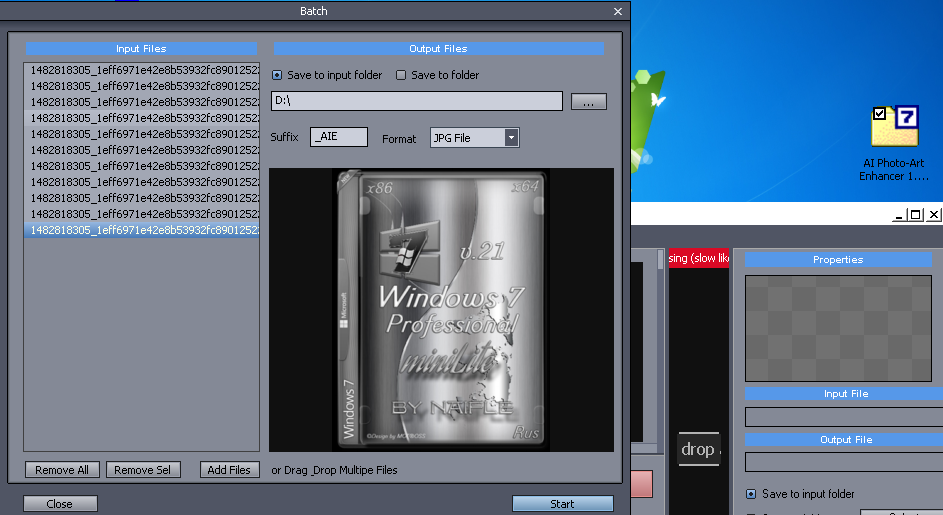 Batch
Input Files
Output Files
1482818305_1eff6971e42e8b53932fc8901252
1482818305_1eff6971e42e8b53932fc8901252
1482818305_1eff6971e42e8b53932fc8901252
1482818305_1eff6971e42e8b53932fc8901252
1482818305_1eff6971e42e8b53932fc8901252
1482818305_1eff6971e42e8b53932fc8901252
1482818305_1eff6971e42e8b53932fc8901252
1482818305_1eff6971e42e8b53932fc8901252
1482818305_1eff6971e42e8b53932fc8901252
1482818305_1eff6971e42e8b53932fc8901252
1482818305_1eff6971e42e8b53932fc8901252
Save to input folder
Save to folder
D:\
...
Suffix
_AIE
Format
JPG File
x86
x64
v.21
Windows 7
Professional
miniLite
BY NAIFLE
Microsoft
Windows 7
©Design by MOTBOSS
Rus
Remove All
Remove Sel
Add Files
or Drag_Drop Multipe Files
Close
Start
7
AI Photo-Art
Enhancer 1....
sing (slow lik
drop
Properties
Input File
Output File
Save to input folder